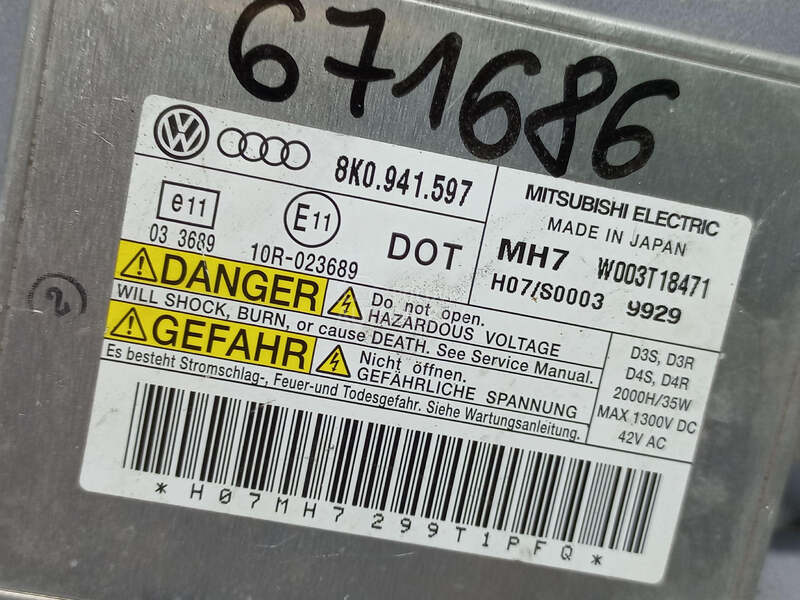 671686
8K0.941.597
e11
03 3689
E11
10R-023689
DOT
MITSUBISHI ELECTRIC
MADE IN JAPAN
MH7 W003T18471
H07/S0003 9929
DANGER
Do not open.
HAZARDOUS VOLTAGE
WILL SHOCK, BURN, or cause DEATH. See Service Manual.
GEFAHR
Nicht öffnen.
GEFÄHRLICHE SPANNUNG
Es besteht Stromschlag-, Feuer-und Todesgefahr. Siehe Wartungsanleitung.
D3S, D3R
D4S, D4R
2000H/35W
MAX 1300V DC
42V AC
*H07MH7299T1PFQ*
2